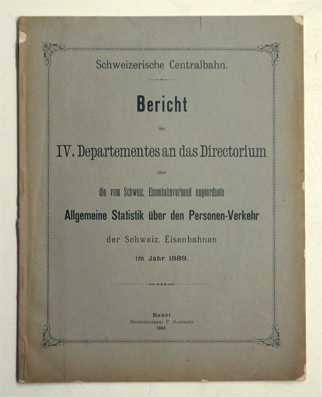 Schweizerische Centralbahn.
Bericht
des
IV. Departementes an das Directorium
über
die vom Schweiz. Eisenbahnverband angeordnete
Allgemeine Statistik über den Personen-Verkehr
der Schweiz. Eisenbahnen
im Jahr 1889.
Basel